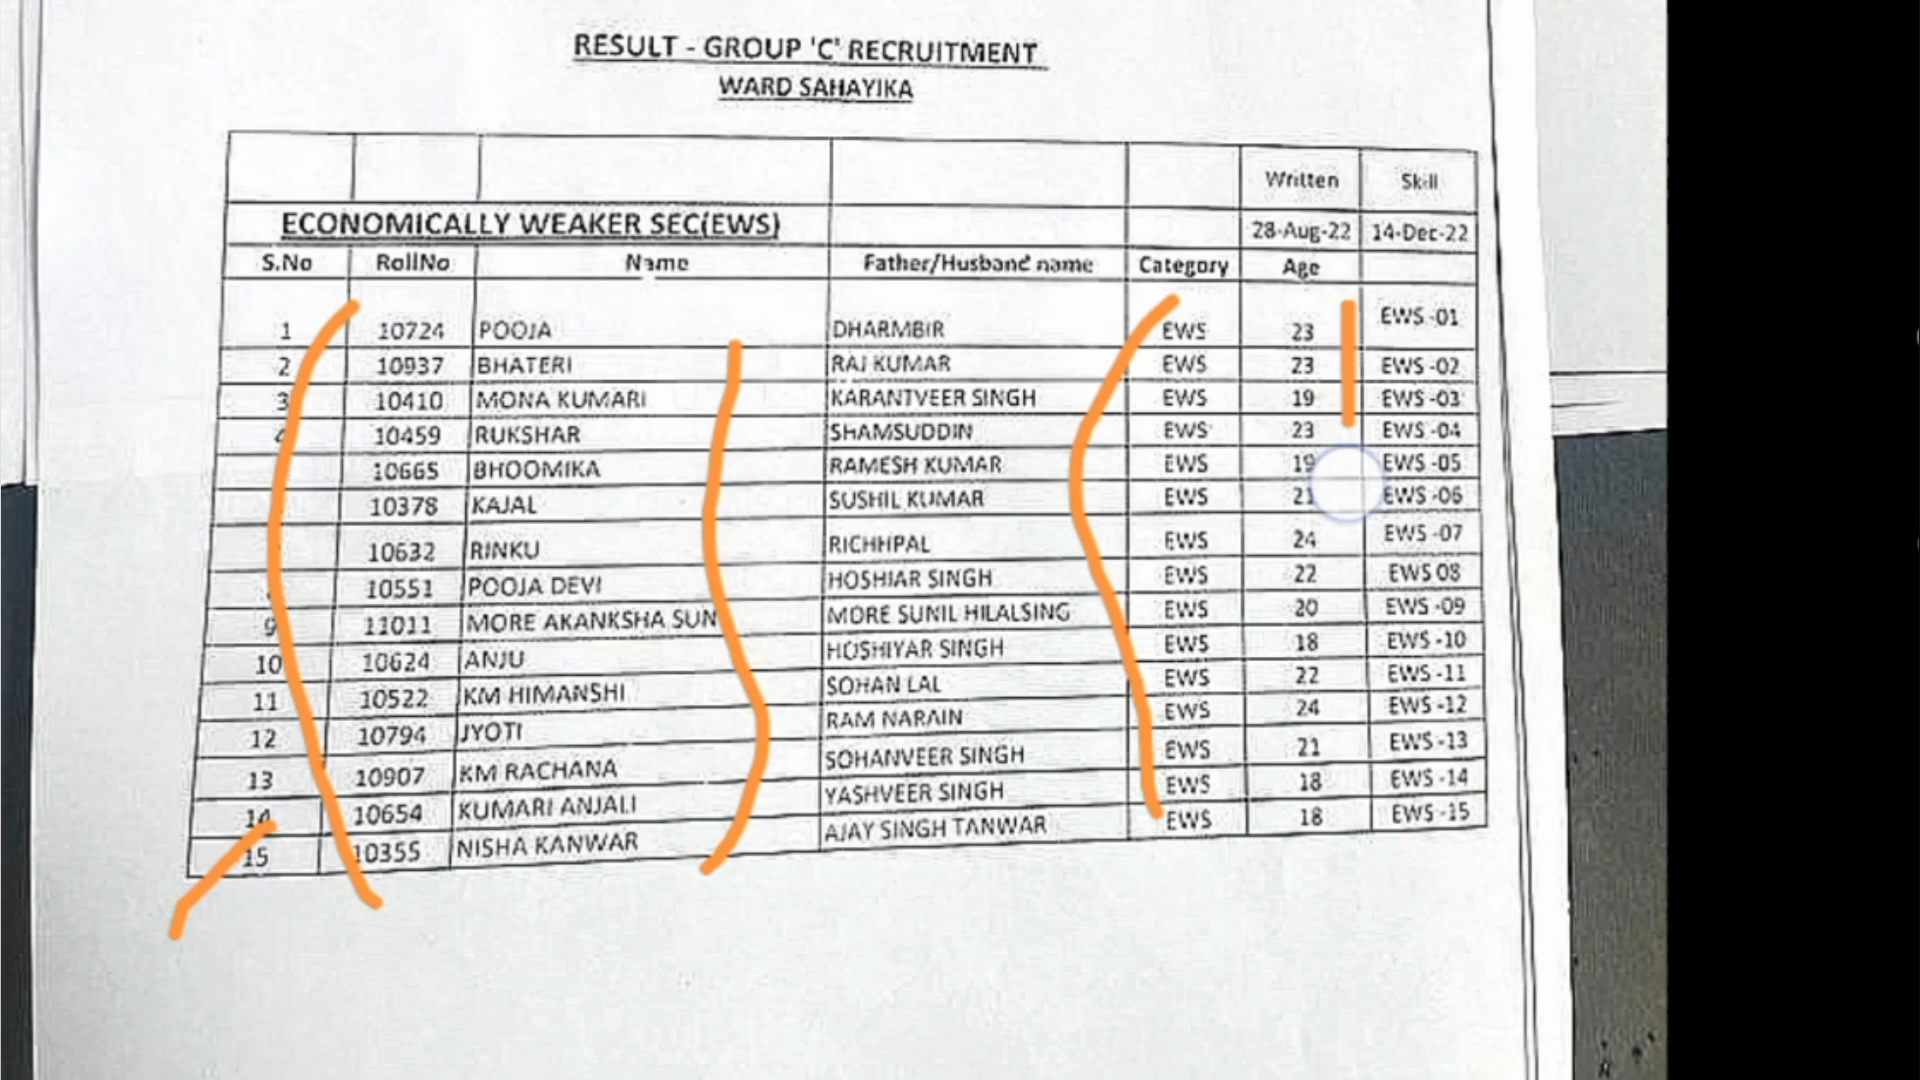 RESULT - GROUP 'C' RECRUITMENT
WARD SAHAYIKA
Written Skill
ECONOMICALLY WEAKER SEC(EWS) 28-Aug-22 14-Dec-22
S.No RollNo Name Father/Husband name Category Age
1 10724 POOJA DHARMBIR EWS 23 EWS -01
2 10937 BHATERI RAJ KUMAR EWS 23 EWS -02
3 10410 MONA KUMARI KARANTVEER SINGH EWS 19 EWS -03
4 10459 RUKSHAR SHAMSUDDIN EWS 23 EWS -04
10665 BHOOMIKA RAMESH KUMAR EWS 19 EWS -05
10378 KAJAL SUSHIL KUMAR EWS 21 EWS -06
10632 RINKU RICHHPAL EWS 24 EWS -07
10551 POOJA DEVI HOSHIAR SINGH EWS 22 EWS 08
9 11011 MORE AKANKSHA SUN MORE SUNIL HILALSING EWS 20 EWS -09
10 10624 ANJU HOSHIYAR SINGH EWS 18 EWS -10
11 10522 KM HIMANSHI SOHAN LAL EWS 22 EWS -11
12 10794 JYOTI RAM NARAIN EWS 24 EWS -12
13 10907 KM RACHANA SOHANVEER SINGH EWS 21 EWS -13
14 10654 KUMARI ANJALI YASHVEER SINGH EWS 18 EWS -14
15 10355 NISHA KANWAR AJAY SINGH TANWAR EWS 18 EWS -15